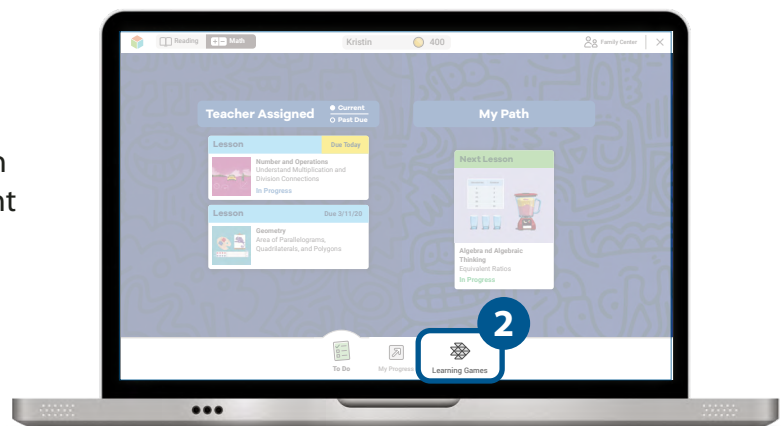 Reading
Math
Kristin
400
Family Center
Teacher Assigned
Current
Past Due
My Path
Lesson
Due Today
Number and Operations
Understand Multiplication and
Division Connections
In Progress
Lesson
Due 3/11/20
Geometry
Area of Parallelograms,
Quadrilaterals, and Polygons
Next Lesson
Algebra nd Algebraic
Thinking
Equivalent Ratios
In Progress
2
To Do
My Progress
Learning Games